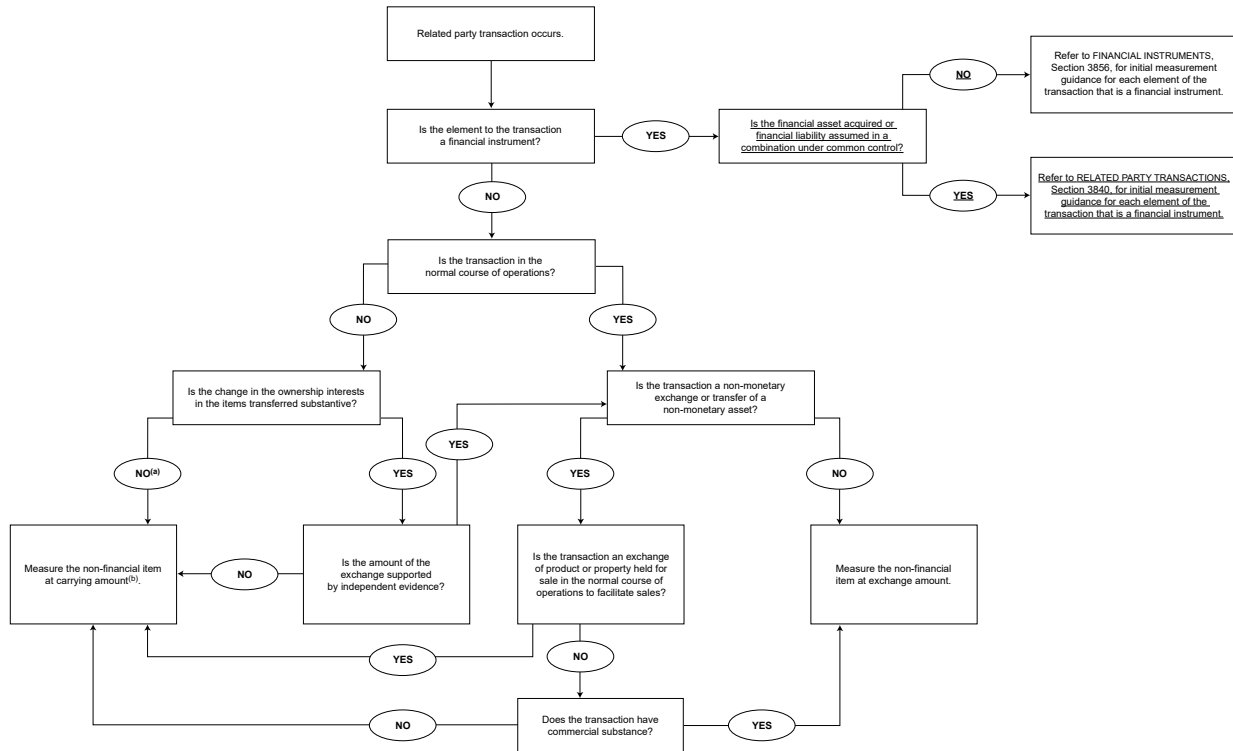 Related party transaction occurs.
NO
Refer to FINANCIAL INSTRUMENTS,
Section 3856, for initial measurement
guidance for each element of the
transaction that is a financial instrument.
Is the element to the transaction
a financial instrument?
YES
Is the financial asset acquired or
financial liability assumed in a
combination under common control?
YES
Refer to RELATED PARTY TRANSACTIONS,
Section 3840, for initial measurement
guidance for each element of the
transaction that is a financial instrument.
NO
Is the transaction in the
normal course of operations?
NO
YES
Is the change in the ownership interests
in the items transferred substantive?
Is the transaction a non-monetary
exchange or transfer of a
non-monetary asset?
YES
NO(a)
YES
YES
NO
Measure the non-financial item
at carrying amount(b).
NO
Is the amount of the
exchange supported
by independent evidence?
Is the transaction an exchange
of product or property held for
sale in the normal course of
operations to facilitate sales?
Measure the non-financial
item at exchange amount.
YES
NO
NO
Does the transaction have
commercial substance?
YES